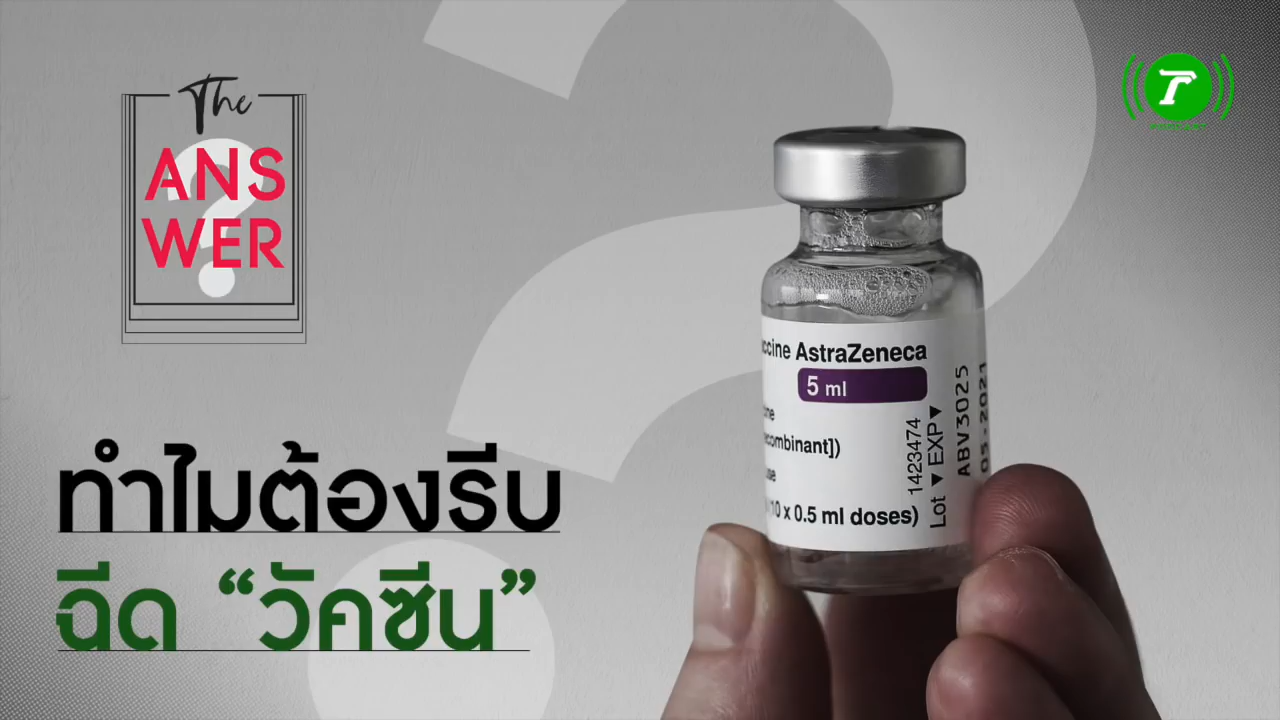 The
ANS
WER
ทำไมต้องรีบ
ฉีด “วัคซีน”
ccine AstraZeneca
5 ml
ecombinant])
10 x 0.5 ml doses)
1423474
Lot ▼ EXP▼
ABV3025
05-2021